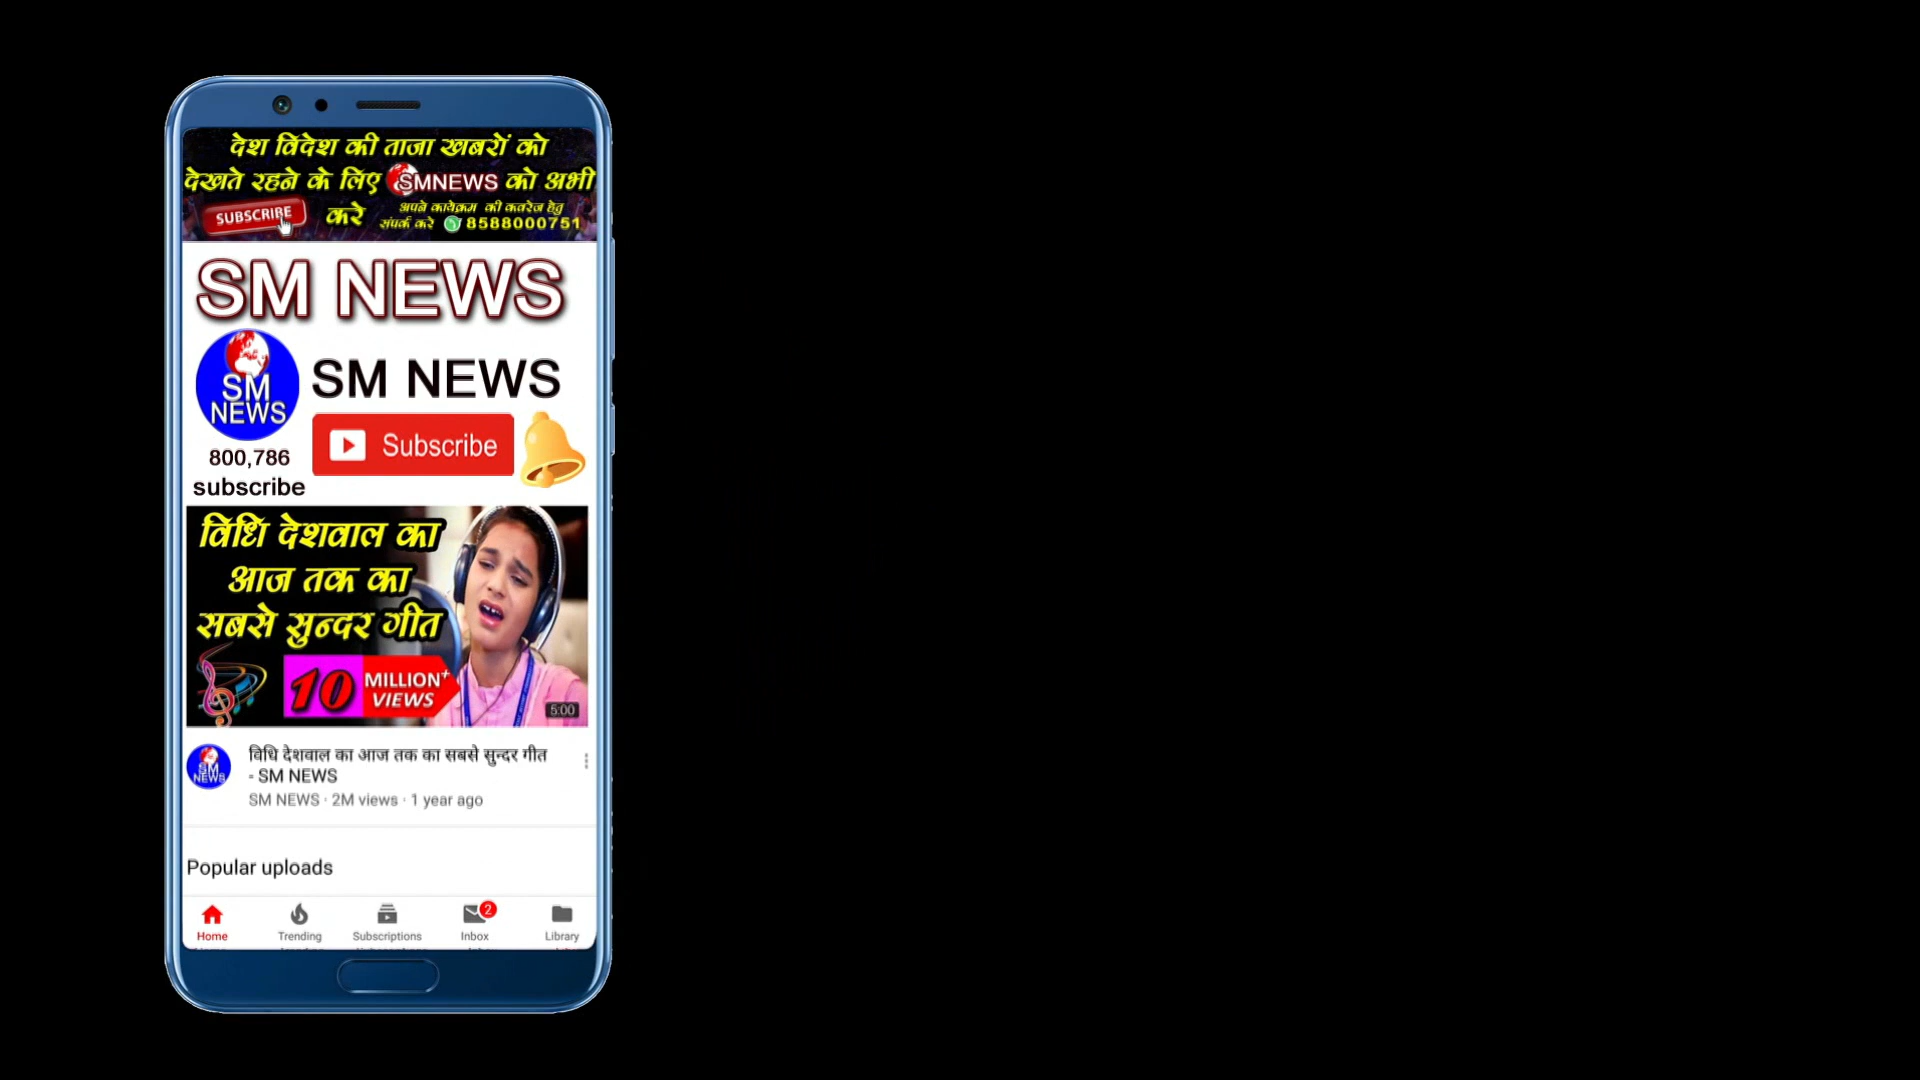 देश विदेश की ताजा खबरों को
देखते रहने के लिए SMNEWS को अभी
SUBSCRIBE करे
अपने कार्यक्रम की कवरेज हेतु
संपर्क करे 8588000751
SM NEWS
SM
NEWS
SM NEWS
Subscribe
800,786
subscribe
विधि देशवाल का
आज तक का
सबसे सुन्दर गीत
10 MILLION+
VIEWS
5:00
SM
NEWS
विधि देशवाल का आज तक का सबसे सुन्दर गीत
- SM NEWS
SM NEWS · 2M views · 1 year ago
Popular uploads
2
Home Trending Subscriptions Inbox Library